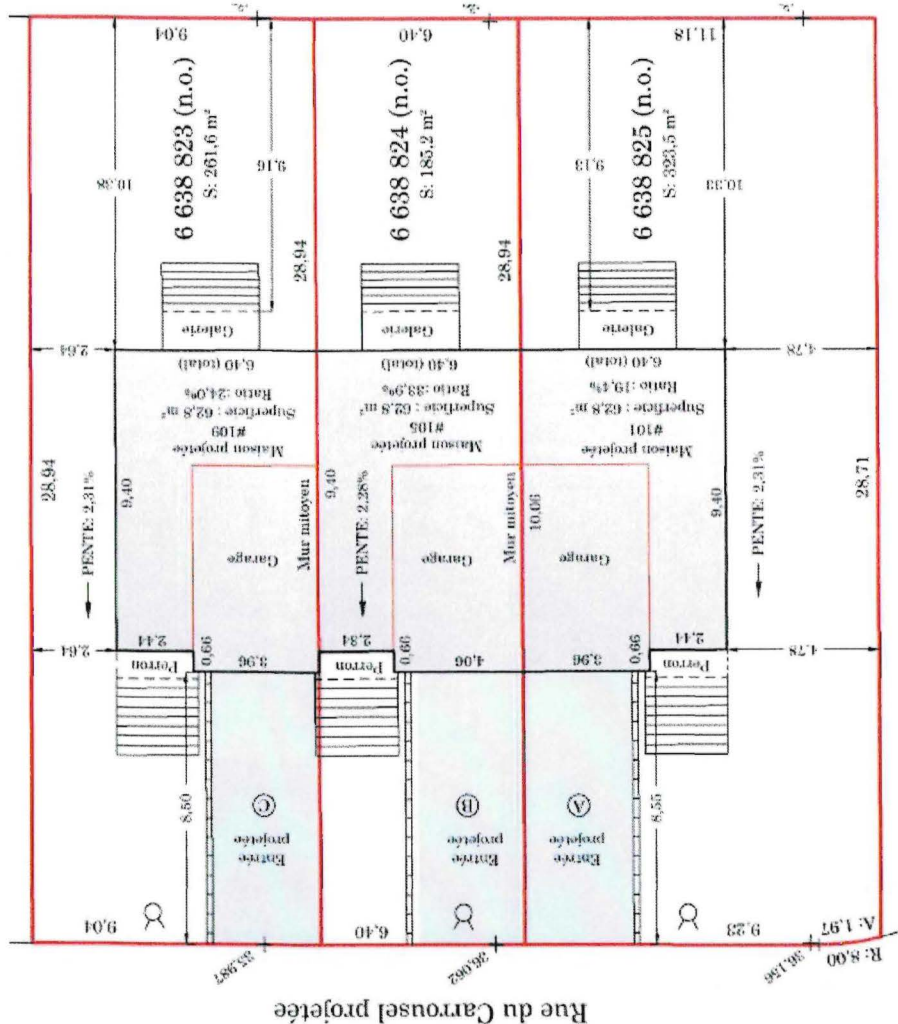 9,04
6,40
11,18
6 638 823 (n.o.)
S: 261,6 m²
6 638 824 (n.o.)
S: 185,2 m²
6 638 825 (n.o.)
S: 323,5 m²
10,38
9,16
9,13
10,33
28,94
28,94
Galerie
Galerie
Galerie
2,64
4,78
Maison projetée
#109
Superficie : 62,8 m²
Ratio :24,0%
6,40 (total)
Maison projetée
#105
Superficie : 62,8 m²
Ratio :33,9%
6,40 (total)
Maison projetée
#101
Superficie : 62,8 m²
Ratio :19,4%
6,40 (total)
28,94
PENTE: 2,31%
9,40
Mur mitoyen
9,40
PENTE: 2,28%
Mur mitoyen
10,06
9,40
PENTE: 2,31%
28,71
Garage
Garage
Garage
2,64
2,44
Perron
0,66
3,96
2,34
Perron
0,66
4,06
3,96
0,66
2,44
Perron
4,78
8,50
8,55
Entrée
projetée
C
Entrée
projetée
B
Entrée
projetée
A
9,04
6,40
9,23
A: 1,97
R: 8,00
35,987
36,062
36,156
Rue du Carrousel projetée